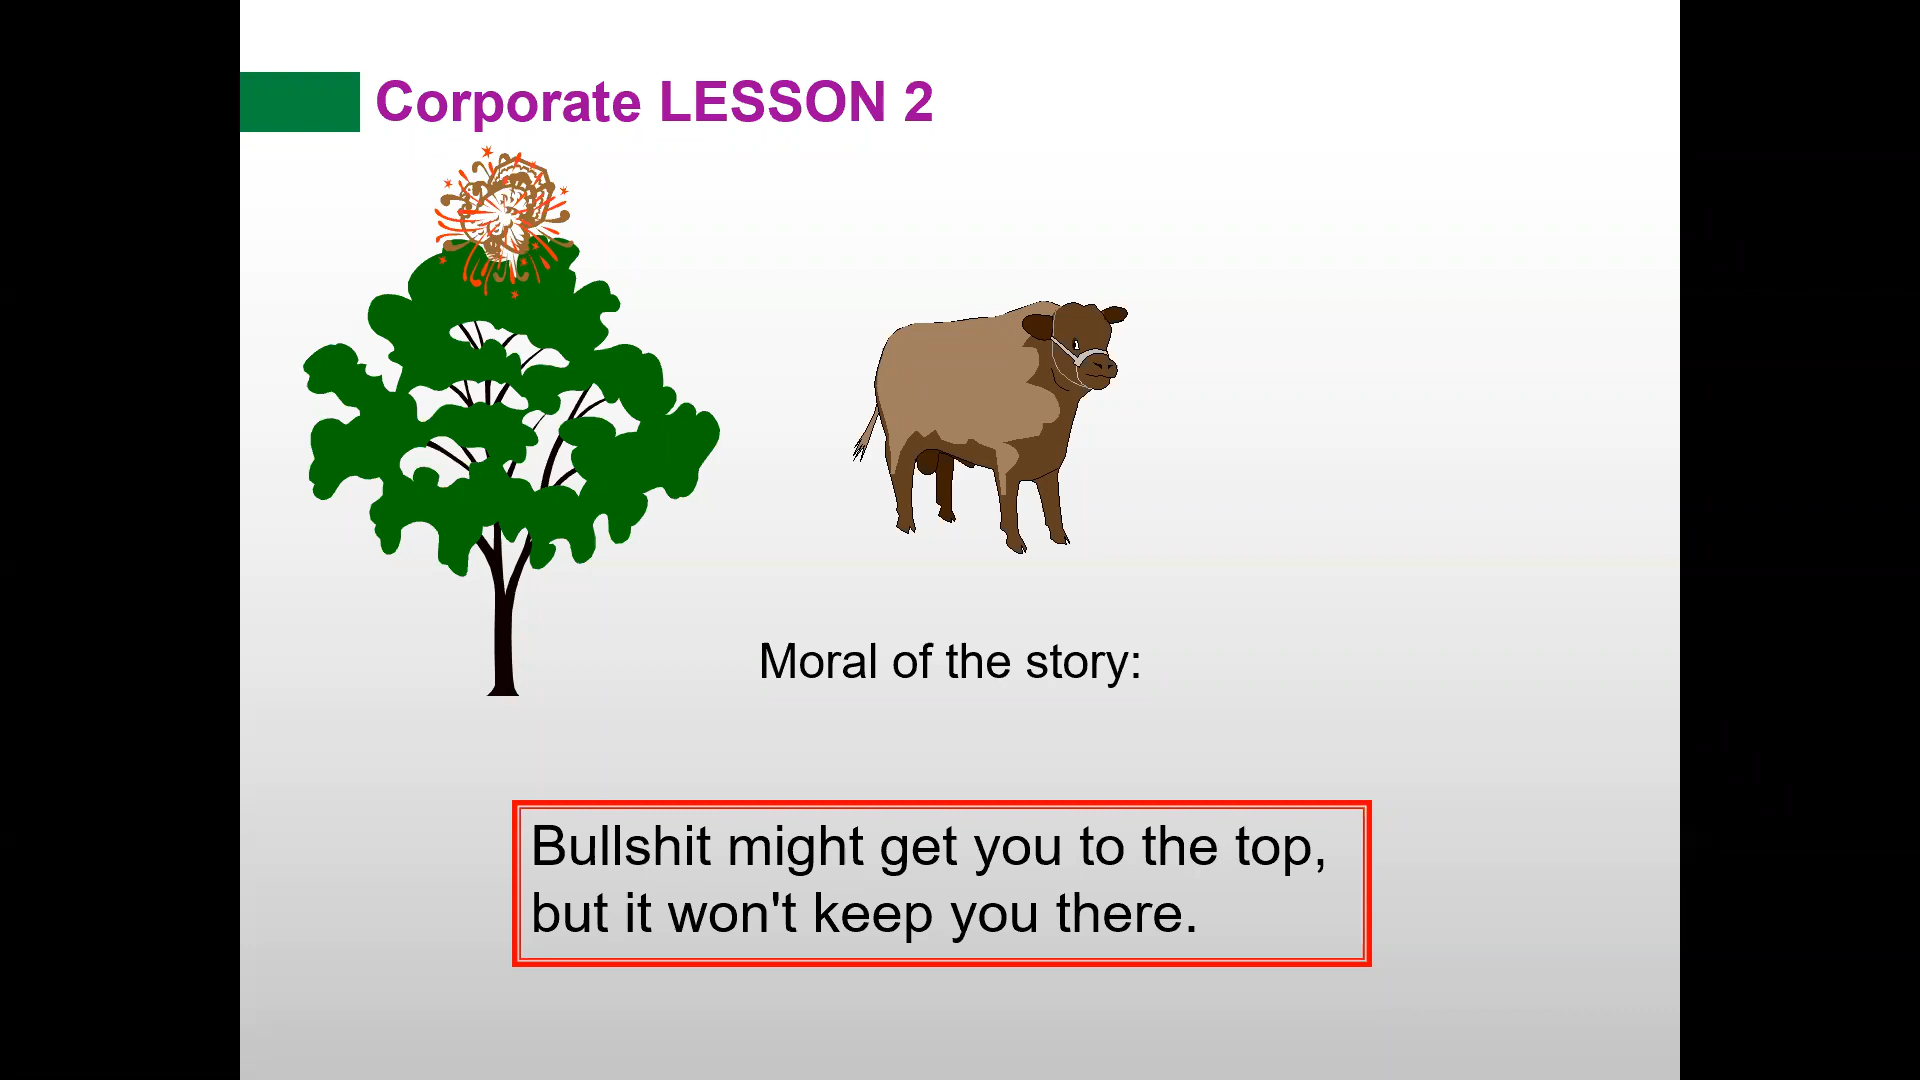 Corporate LESSON 2
Moral of the story:
Bullshit might get you to the top,
but it won't keep you there.